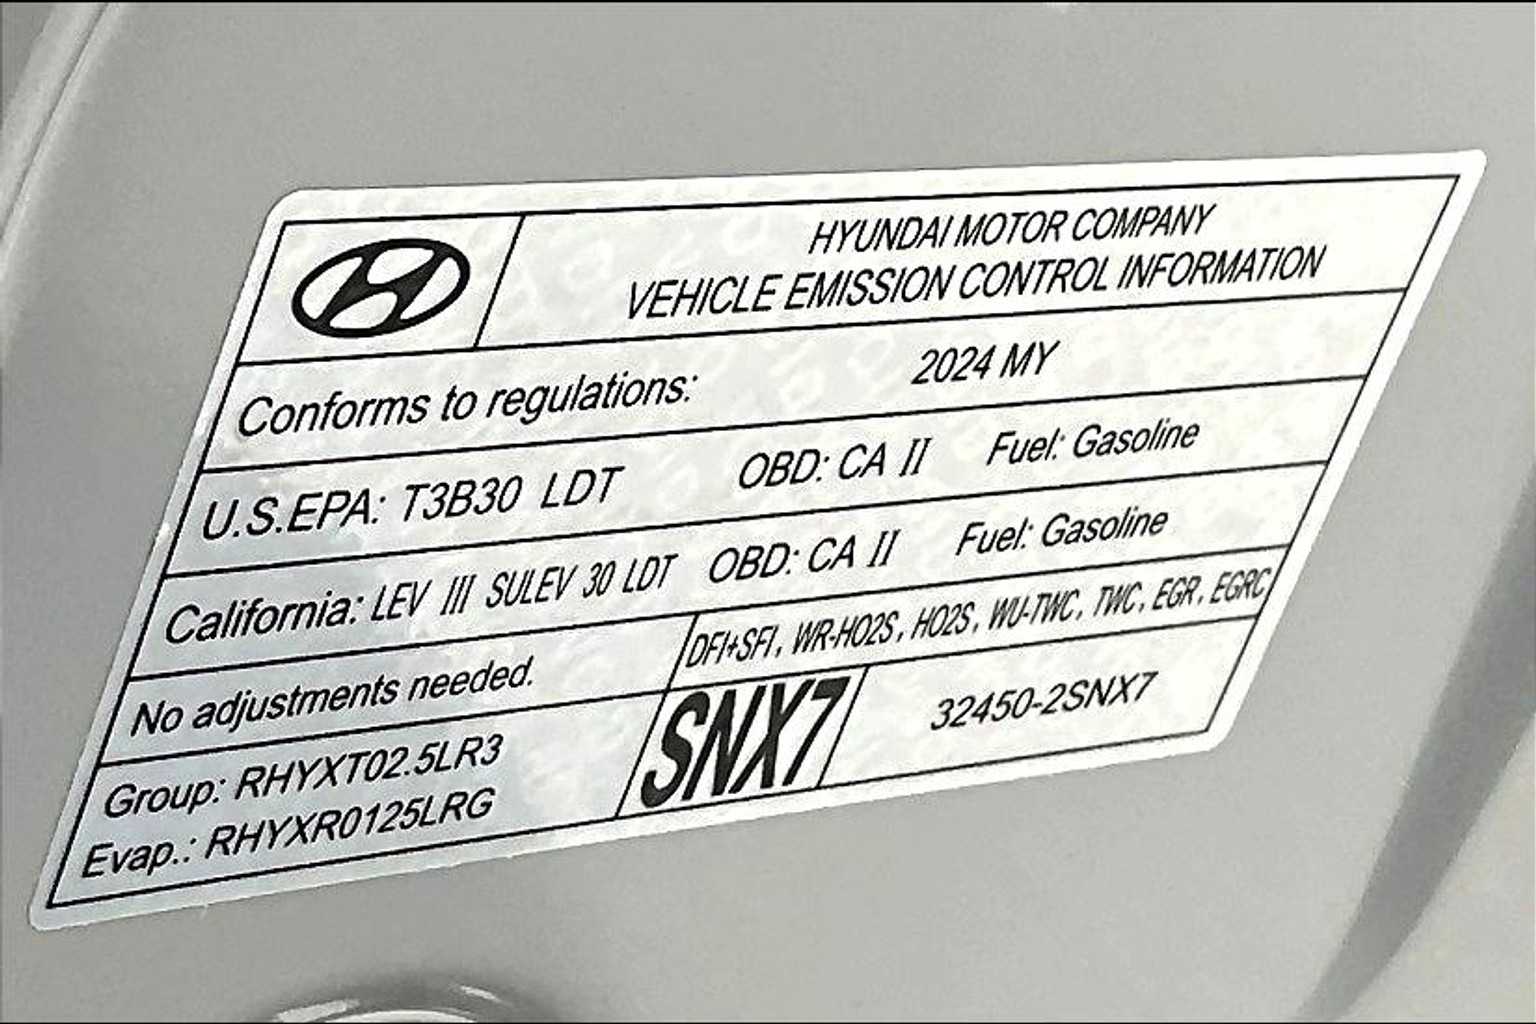 HYUNDAI MOTOR COMPANY
VEHICLE EMISSION CONTROL INFORMATION
Conforms to regulations: 2024 MY
U.S.EPA: T3B30 LDT OBD: CA II Fuel: Gasoline
California: LEV III SULEV 30 LDT OBD: CA II Fuel: Gasoline
No adjustments needed. DFI+SFI, WR-HO2S, HO2S, WU-TWC, TWC, EGR, EGRC
Group: RHYXT02.5LR3
Evap.: RHYXR0125LRG
SNX7
32450-2SNX7